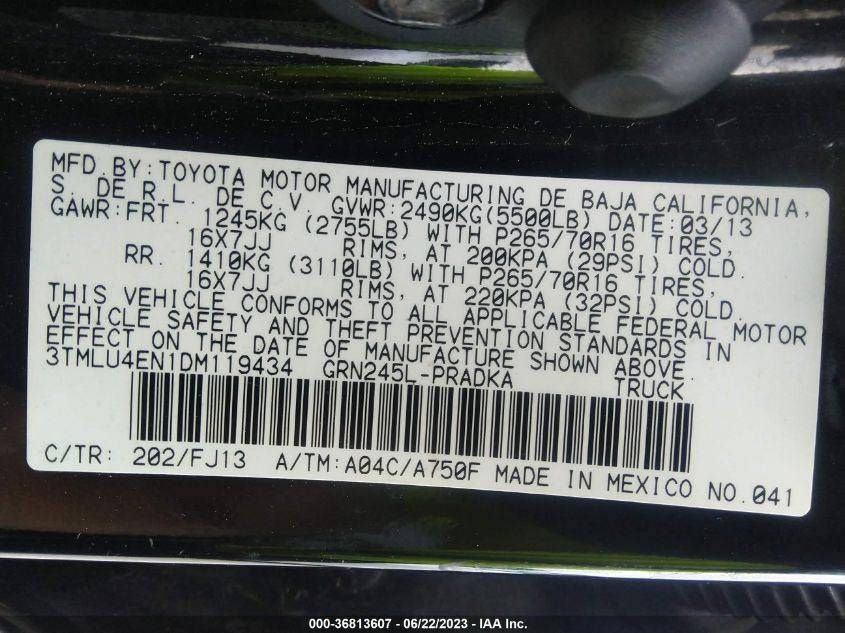 MFD.BY:TOYOTA MOTOR MANUFACTURING DE BAJA CALIFORNIA,
S. DE R.L. DE C.V. GVWR:2490KG(5500LB) DATE:03/13
GAWR:FRT. 1245KG (2755LB) WITH P265/70R16 TIRES,
16X7JJ RIMS, AT 200KPA (29PSI) COLD.
RR. 1410KG (3110LB) WITH P265/70R16 TIRES,
16X7JJ RIMS, AT 220KPA (32PSI) COLD.
THIS VEHICLE CONFORMS TO ALL APPLICABLE FEDERAL MOTOR
VEHICLE SAFETY AND THEFT PREVENTION STANDARDS IN
EFFECT ON THE DATE OF MANUFACTURE SHOWN ABOVE.
3TMLU4EN1DM119434 GRN245L-PRADKA TRUCK
C/TR: 202/FJ13 A/TM:A04C/A750F MADE IN MEXICO NO.041
000-36813607 - 06/22/2023 - IAA Inc.